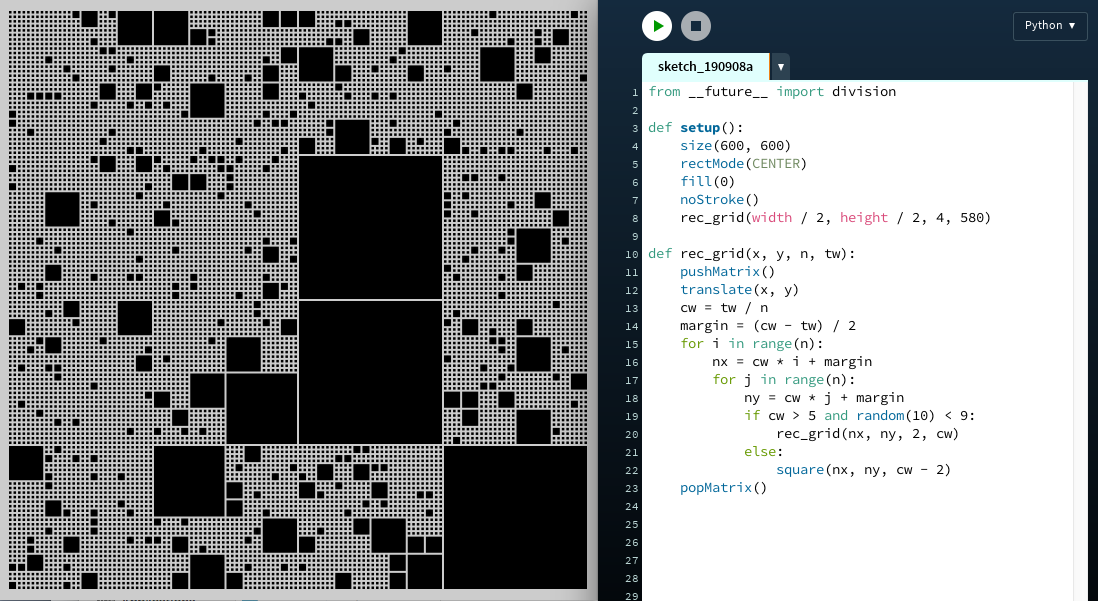 Python ▼
sketch_190908a ▼
1 from __future__ import division
2
3 def setup():
4     size(600, 600)
5     rectMode(CENTER)
6     fill(0)
7     noStroke()
8     rec_grid(width / 2, height / 2, 4, 580)
9
10 def rec_grid(x, y, n, tw):
11     pushMatrix()
12     translate(x, y)
13     cw = tw / n
14     margin = (cw - tw) / 2
15     for i in range(n):
16         nx = cw * i + margin
17         for j in range(n):
18             ny = cw * j + margin
19             if cw > 5 and random(10) < 9:
20                 rec_grid(nx, ny, 2, cw)
21             else:
22                 square(nx, ny, cw - 2)
23     popMatrix()
24
25
26
27
28
29